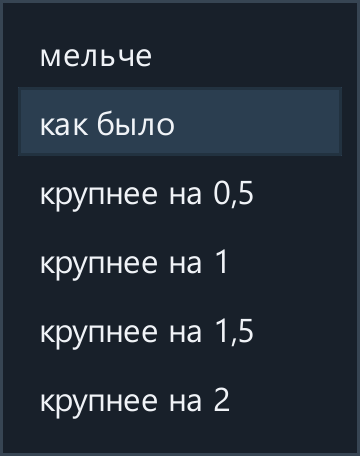 мельче
как было
крупнее на 0,5
крупнее на 1
крупнее на 1,5
крупнее на 2